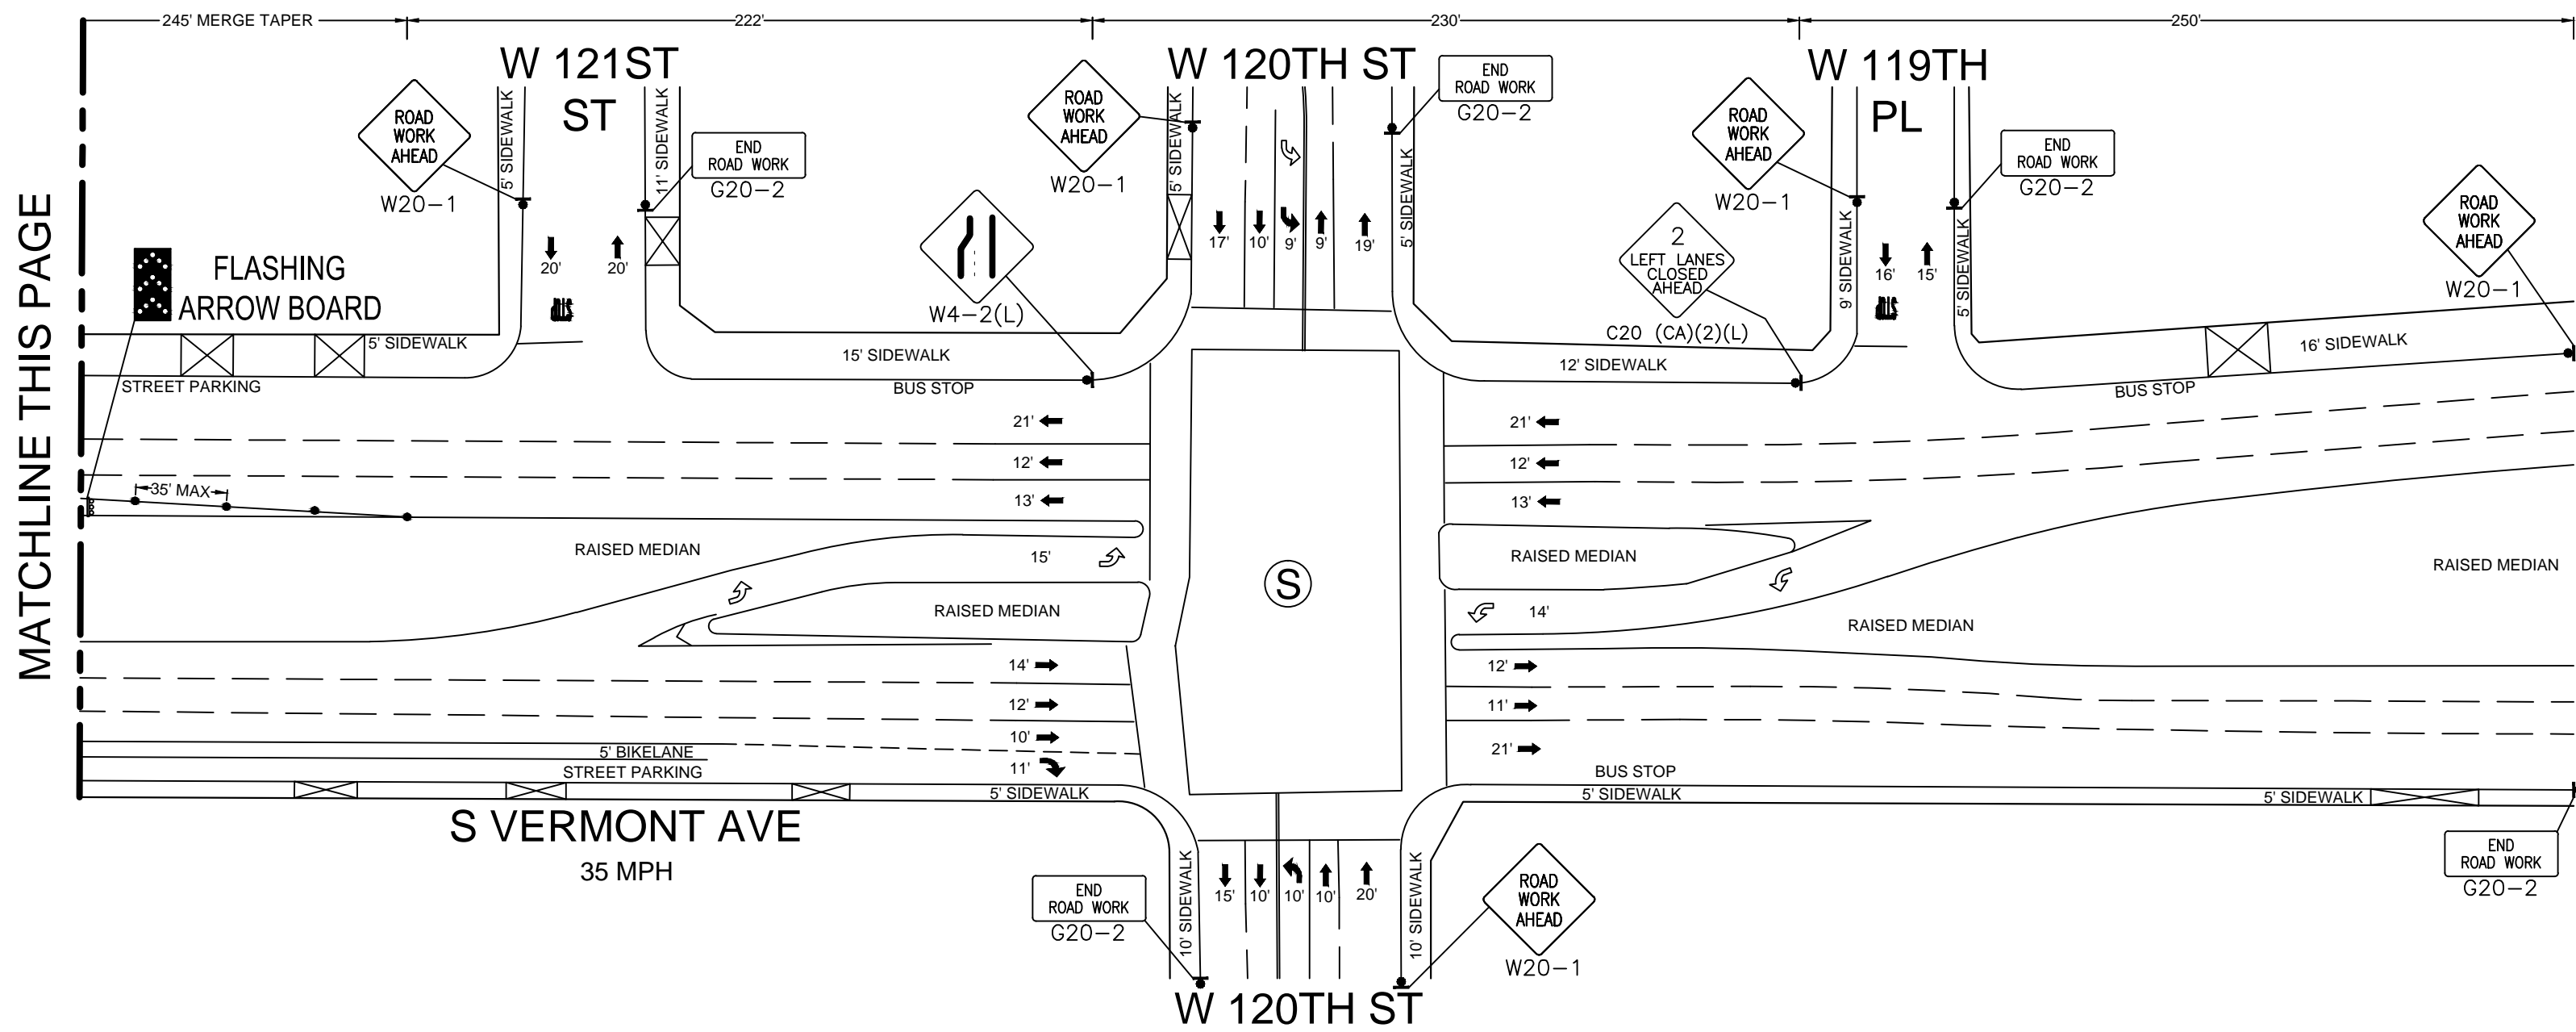 245' MERGE TAPER
222'
230'
250'
W 121ST
ST
W 120TH ST
W 119TH
PL
ROAD
WORK
AHEAD
W20-1
5' SIDEWALK
11' SIDEWALK
END
ROAD WORK
G20-2
ROAD
WORK
AHEAD
W20-1
5' SIDEWALK
END
ROAD WORK
G20-2
5' SIDEWALK
ROAD
WORK
AHEAD
W20-1
END
ROAD WORK
G20-2
ROAD
WORK
AHEAD
W20-1
MATCHLINE THIS PAGE
FLASHING
ARROW BOARD
20'
20'
W4-2(L)
17'
10'
9'
9'
19'
2
LEFT LANES
CLOSED
AHEAD
C20 (CA)(2)(L)
9' SIDEWALK
16'
15'
5' SIDEWALK
5' SIDEWALK
STREET PARKING
15' SIDEWALK
BUS STOP
12' SIDEWALK
16' SIDEWALK
BUS STOP
21'
12'
13'
21'
12'
13'
35' MAX
RAISED MEDIAN
15'
RAISED MEDIAN
S
RAISED MEDIAN
14'
RAISED MEDIAN
RAISED MEDIAN
14'
12'
10'
11'
12'
11'
21'
5' BIKELANE
STREET PARKING
5' SIDEWALK
BUS STOP
5' SIDEWALK
5' SIDEWALK
S VERMONT AVE
35 MPH
END
ROAD WORK
G20-2
10' SIDEWALK
15'
10'
10'
10'
20'
10' SIDEWALK
ROAD
WORK
AHEAD
W20-1
END
ROAD WORK
G20-2
W 120TH ST